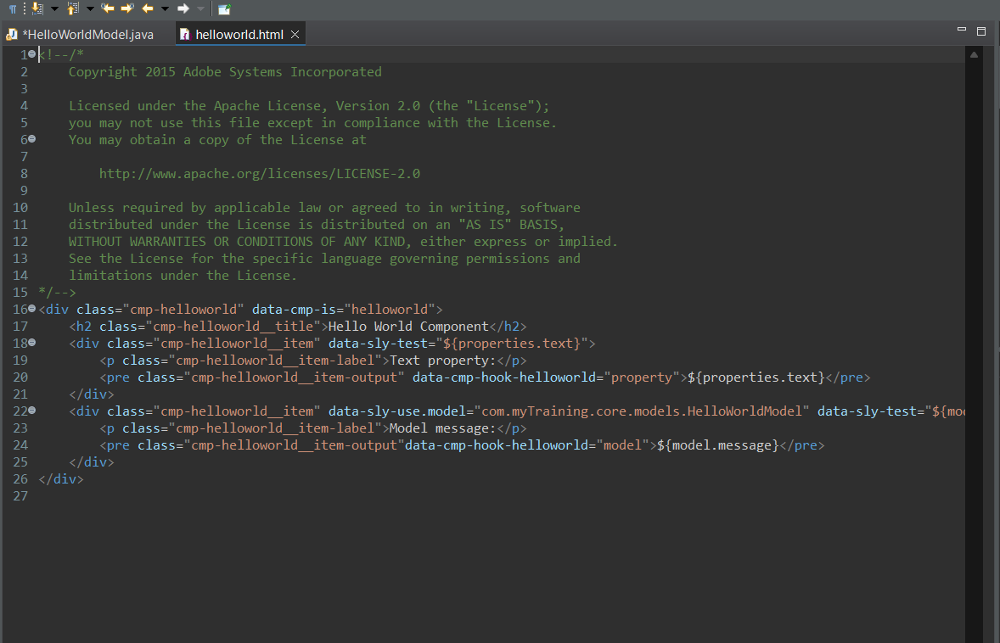 *HelloWorldModel.java helloworld.html
1 <!--/*
2 Copyright 2015 Adobe Systems Incorporated
3
4 Licensed under the Apache License, Version 2.0 (the "License");
5 you may not use this file except in compliance with the License.
6 You may obtain a copy of the License at
7
8 http://www.apache.org/licenses/LICENSE-2.0
9
10 Unless required by applicable law or agreed to in writing, software
11 distributed under the License is distributed on an "AS IS" BASIS,
12 WITHOUT WARRANTIES OR CONDITIONS OF ANY KIND, either express or implied.
13 See the License for the specific language governing permissions and
14 limitations under the License.
15 */-->
16 <div class="cmp-helloworld" data-cmp-is="helloworld">
17 <h2 class="cmp-helloworld__title">Hello World Component</h2>
18 <div class="cmp-helloworld__item" data-sly-test="${properties.text}">
19 <p class="cmp-helloworld__item-label">Text property:</p>
20 <pre class="cmp-helloworld__item-output" data-cmp-hook-helloworld="property">${properties.text}</pre>
21 </div>
22 <div class="cmp-helloworld__item" data-sly-use.model="com.myTraining.core.models.HelloWorldModel" data-sly-test="${mo
23 <p class="cmp-helloworld__item-label">Model message:</p>
24 <pre class="cmp-helloworld__item-output"data-cmp-hook-helloworld="model">${model.message}</pre>
25 </div>
26 </div>
27